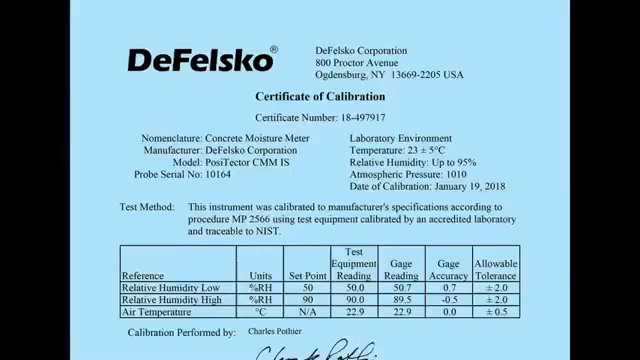 DeFelsko®
DeFelsko Corporation
800 Proctor Avenue
Ogdensburg, NY 13669-2205 USA
Certificate of Calibration
Certificate Number: 18-497917
Nomenclature: Concrete Moisture Meter
Manufacturer: DeFelsko Corporation
Model: PosiTector CMM IS
Probe Serial No: 10164
Laboratory Environment
Temperature: 23 ± 5°C
Relative Humidity: Up to 95%
Atmospheric Pressure: 1010
Date of Calibration: January 19, 2018
Test Method: This instrument was calibrated to manufacturer's specifications according to
procedure MP 2566 using test equipment calibrated by an accredited laboratory
and traceable to NIST.
Reference Units Set Point Test Equipment Reading Gage Reading Gage Accuracy Allowable Tolerance
Relative Humidity Low %RH 50 50.0 50.7 0.7 ± 2.0
Relative Humidity High %RH 90 90.0 89.5 -0.5 ± 2.0
Air Temperature °C N/A 22.9 22.9 0.0 ± 0.5
Calibration Performed by: Charles Pothier